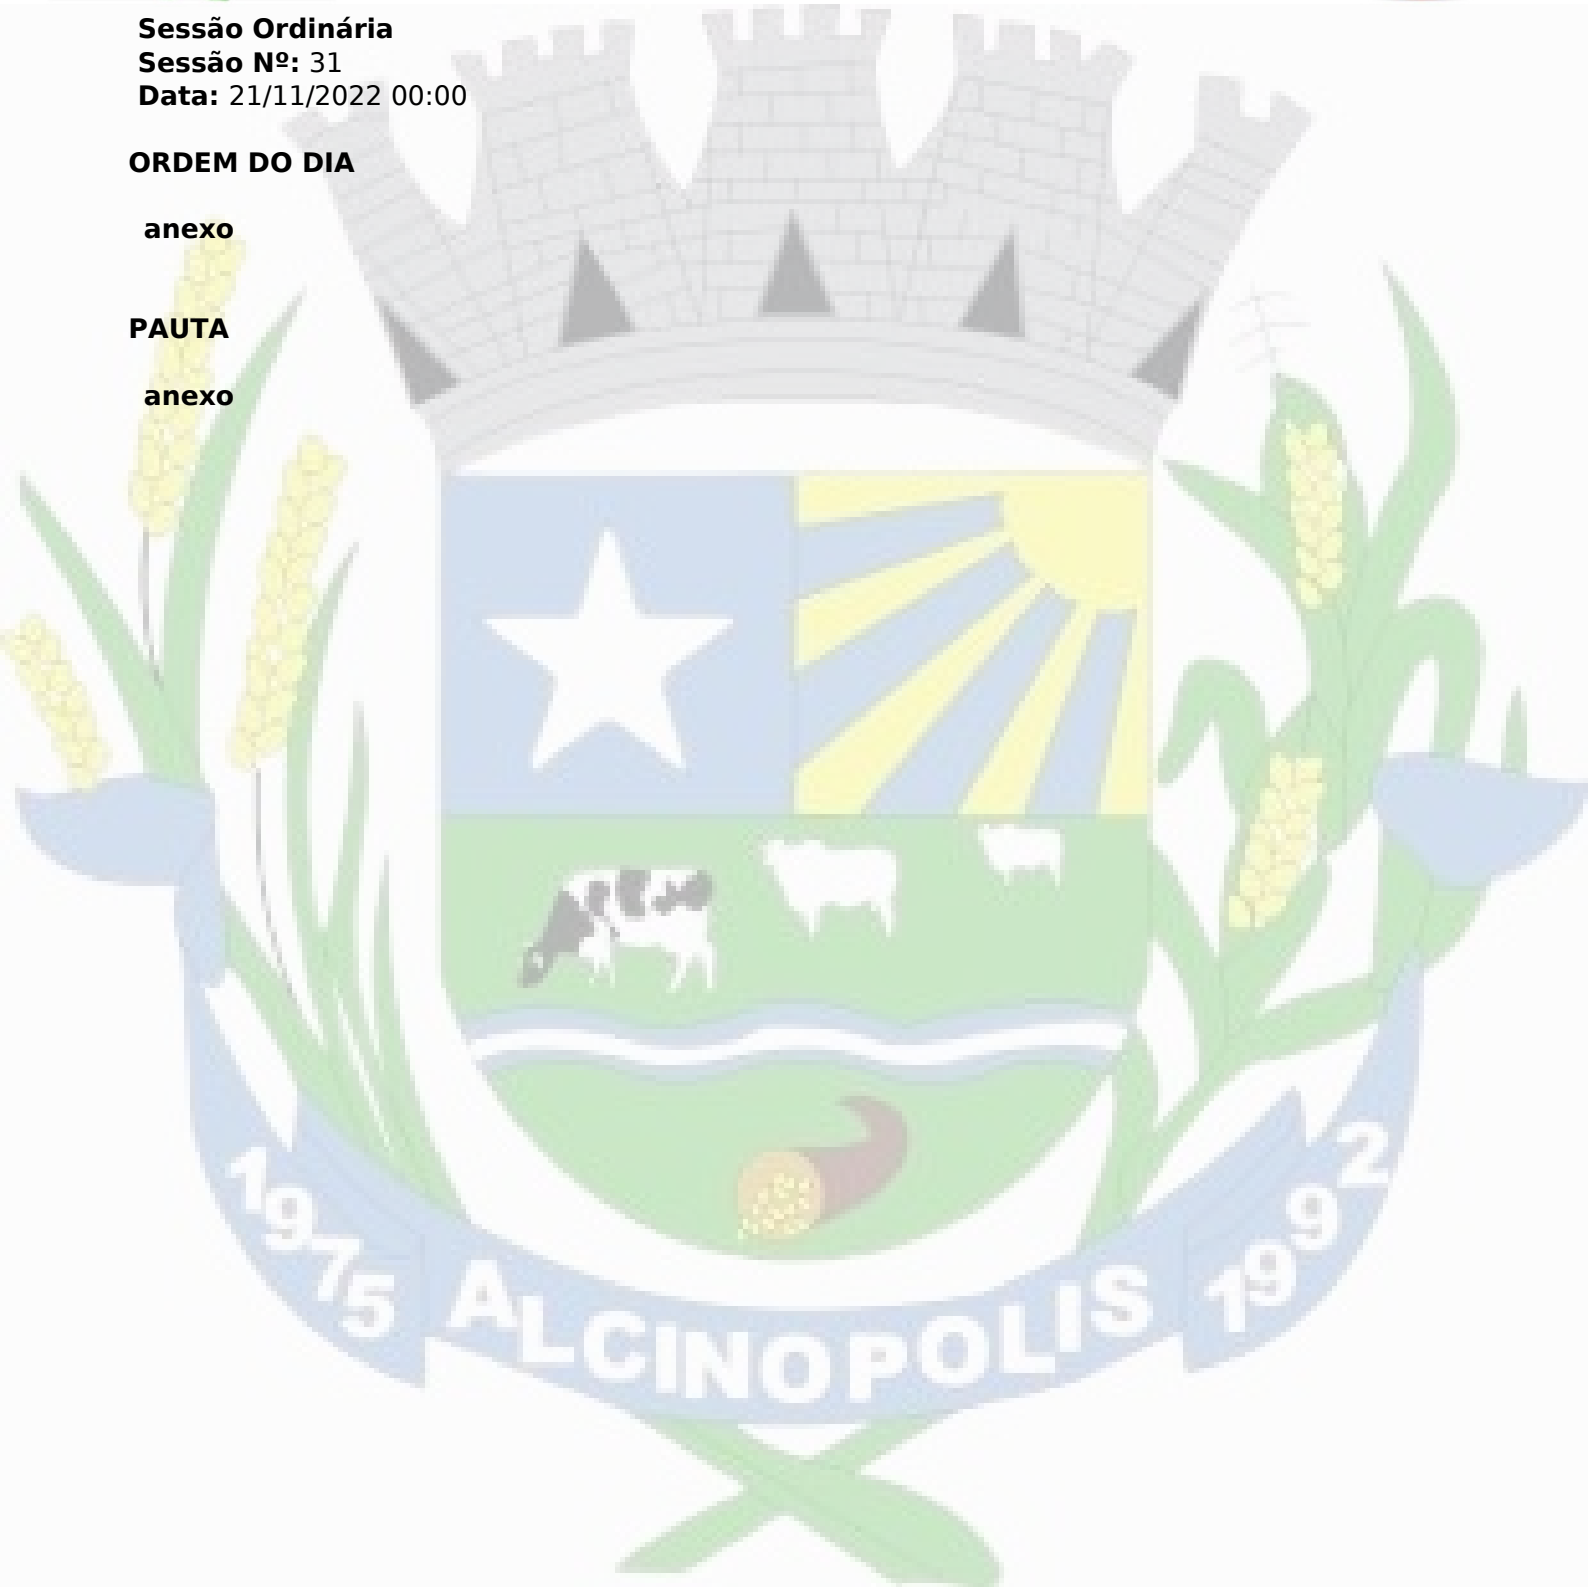 Sessão Ordinária
Sessão Nº: 31
Data: 21/11/2022 00:00
ORDEM DO DIA
anexo
PAUTA
anexo
1975 ALCINOPOLIS 1992